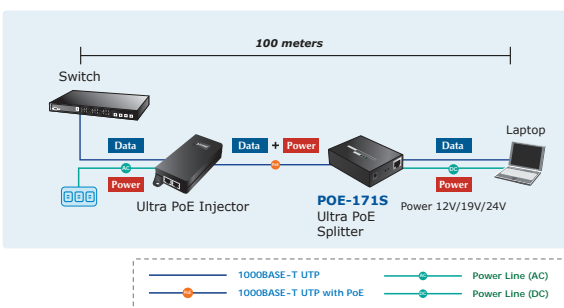 100 meters
Switch
Laptop
Data
Data + Power
Data
AC
PoE
DC
Power
Power
Ultra PoE Injector
POE-171S
Ultra PoE
Splitter
Power 12V/19V/24V
1000BASE-T UTP
AC Power Line (AC)
PoE 1000BASE-T UTP with PoE
DC Power Line (DC)